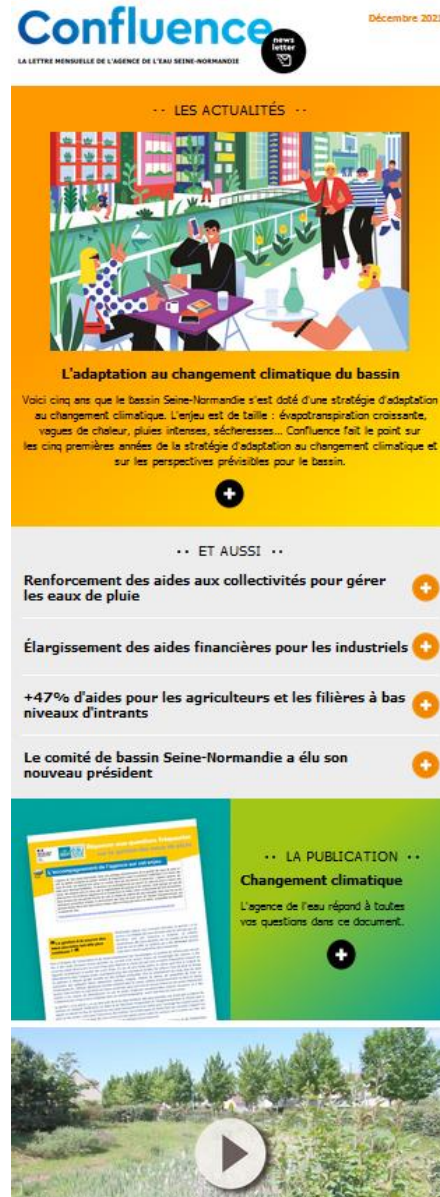 Confluence
news
letter
Décembre 2021
LA LETTRE MENSUELLE DE L'AGENCE DE L'EAU SEINE-NORMANDIE
·· LES ACTUALITÉS ··
L'adaptation au changement climatique du bassin
Voici cinq ans que le bassin Seine-Normandie s'est doté d'une stratégie d'adaptation
au changement climatique. L'enjeu est de taille : évapotranspiration croissante,
vagues de chaleur, pluies intenses, sécheresses... Confluence fait le point sur
les cinq premières années de la stratégie d'adaptation au changement climatique et
sur les perspectives prévisibles pour le bassin.
·· ET AUSSI ··
Renforcement des aides aux collectivités pour gérer
les eaux de pluie
Élargissement des aides financières pour les industriels
+47% d'aides pour les agriculteurs et les filières à bas
niveaux d'intrants
Le comité de bassin Seine-Normandie a élu son
nouveau président
·· LA PUBLICATION ··
Changement climatique
L'agence de l'eau répond à toutes
vos questions dans ce document.